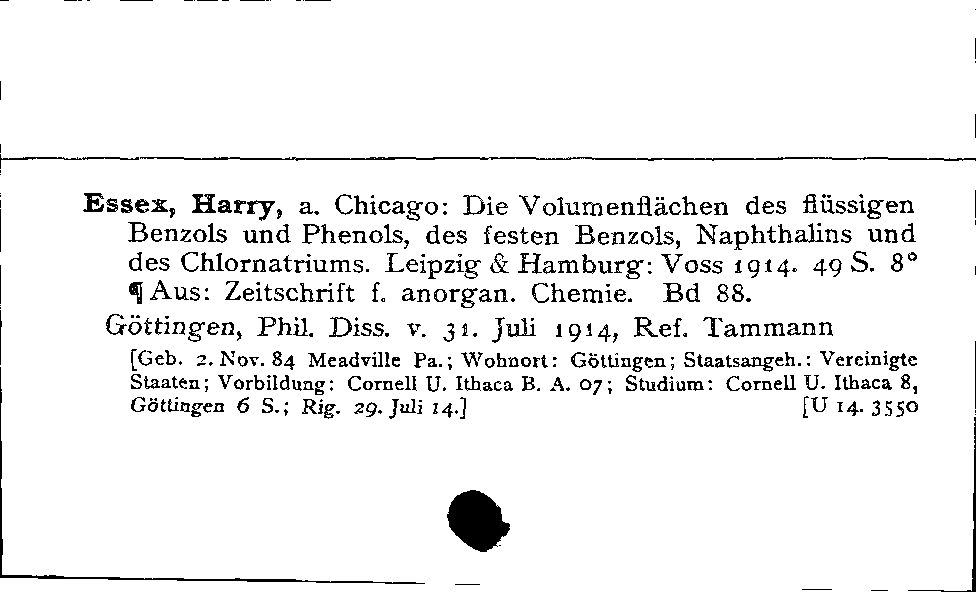 Essex, Harry, a. Chicago: Die Volumenflächen des flüssigen
Benzols und Phenols, des festen Benzols, Naphthalins und
des Chlornatriums. Leipzig & Hamburg: Voss 1914. 49 S. 8°
¶ Aus: Zeitschrift f. anorgan. Chemie. Bd 88.
Göttingen, Phil. Diss. v. 31. Juli 1914, Ref. Tammann
[Geb. 2. Nov. 84 Meadville Pa.; Wohnort: Göttingen; Staatsangeh.: Vereinigte
Staaten; Vorbildung: Cornell U. Ithaca B. A. 07; Studium: Cornell U. Ithaca 8,
Göttingen 6 S.; Rig. 29. Juli 14.] [U 14. 3550